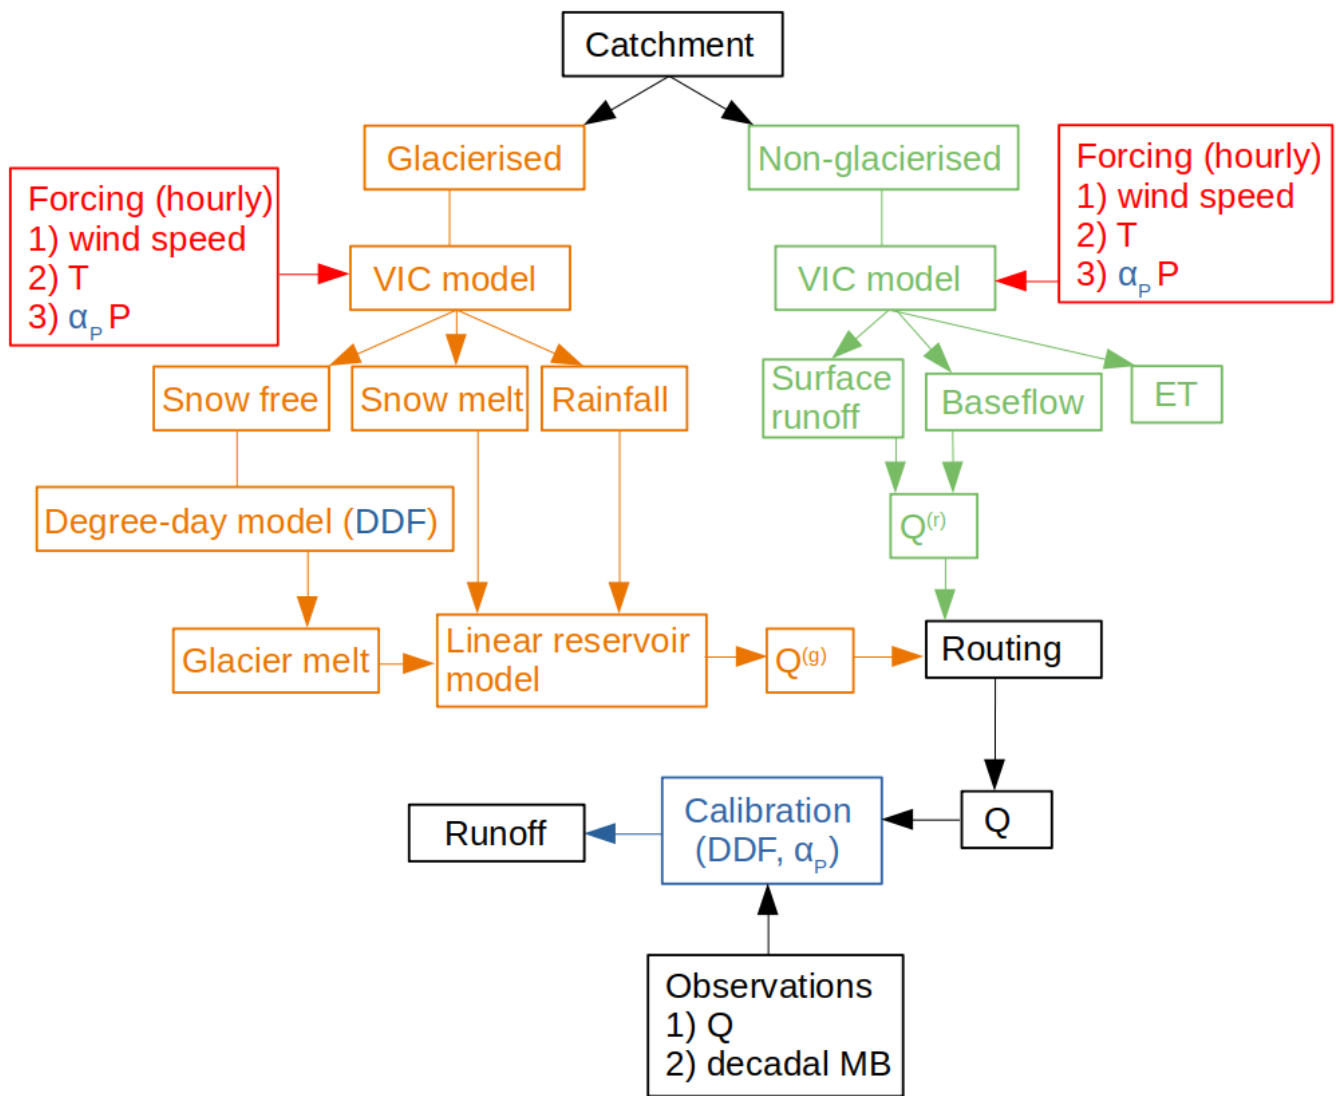 Catchment
Glacierised
Non-glacierised
Forcing (hourly)
1) wind speed
2) T
3) αP P
Forcing (hourly)
1) wind speed
2) T
3) αP P
VIC model
VIC model
Snow free
Snow melt
Rainfall
Surface
runoff
Baseflow
ET
Degree-day model (DDF)
Q(r)
Glacier melt
Linear reservoir
model
Q(g)
Routing
Runoff
Calibration
(DDF, αP)
Q
Observations
1) Q
2) decadal MB